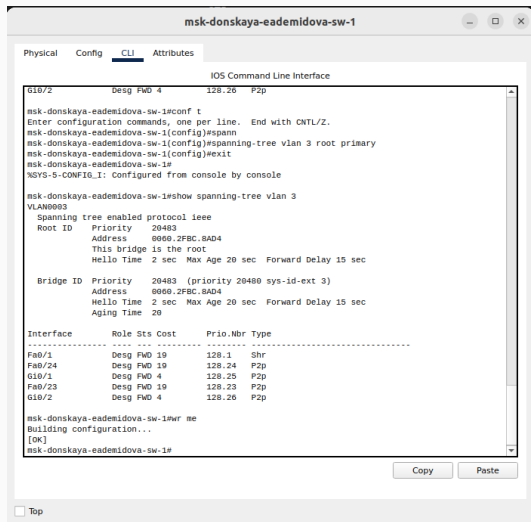 msk-donskaya-eademidova-sw-1
Physical Config CLI Attributes
IOS Command Line Interface
Gi0/2 Desg FWD 4 128.26 P2p
msk-donskaya-eademidova-sw-1#conf t
Enter configuration commands, one per line. End with CNTL/Z.
msk-donskaya-eademidova-sw-1(config)#spann
msk-donskaya-eademidova-sw-1(config)#spanning-tree vlan 3 root primary
msk-donskaya-eademidova-sw-1(config)#exit
msk-donskaya-eademidova-sw-1#
%SYS-5-CONFIG_I: Configured from console by console
msk-donskaya-eademidova-sw-1#show spanning-tree vlan 3
VLAN0003
Spanning tree enabled protocol ieee
Root ID Priority 20483
Address 0060.2FBC.8AD4
This bridge is the root
Hello Time 2 sec Max Age 20 sec Forward Delay 15 sec
Bridge ID Priority 20483 (priority 20480 sys-id-ext 3)
Address 0060.2FBC.8AD4
Hello Time 2 sec Max Age 20 sec Forward Delay 15 sec
Aging Time 20
Interface Role Sts Cost Prio.Nbr Type
---------------- ---- --- --------- -------- --------------------------------
Fa0/1 Desg FWD 19 128.1 Shr
Fa0/24 Desg FWD 19 128.24 P2p
Gi0/1 Desg FWD 4 128.25 P2p
Fa0/23 Desg FWD 19 128.23 P2p
Gi0/2 Desg FWD 4 128.26 P2p
msk-donskaya-eademidova-sw-1#wr me
Building configuration...
[OK]
msk-donskaya-eademidova-sw-1#
Copy Paste
Top